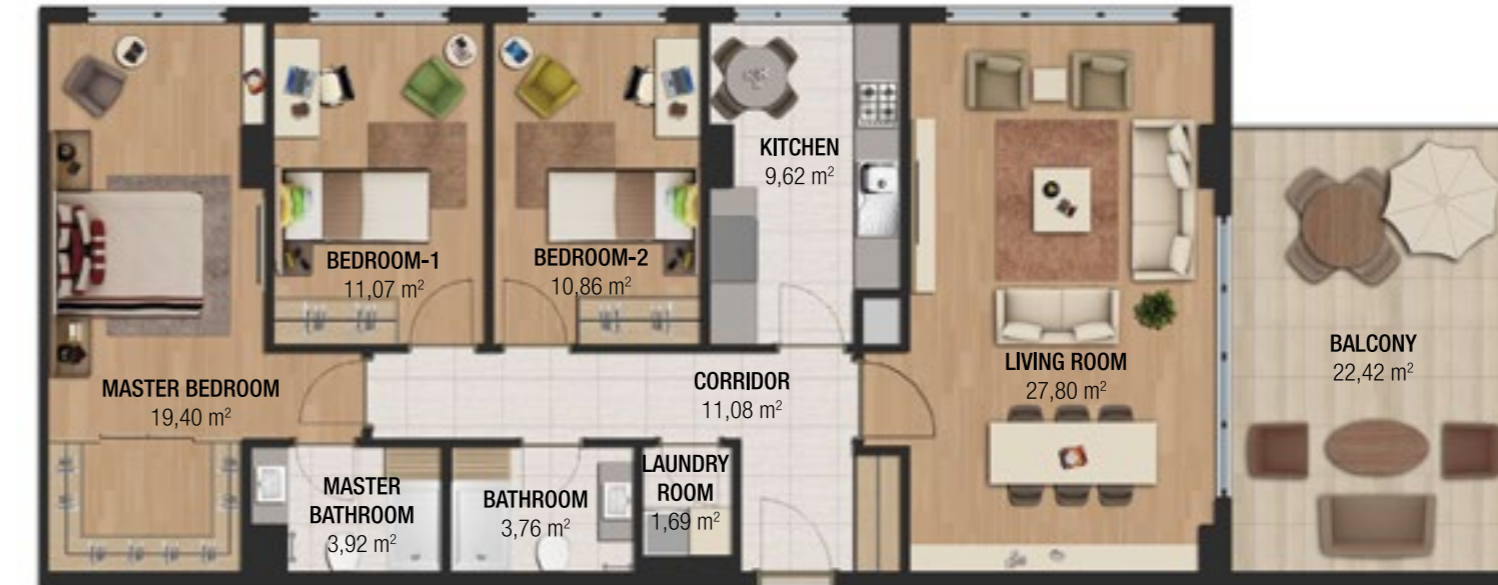 KITCHEN
9,62 m²
BEDROOM-1
11,07 m²
BEDROOM-2
10,86 m²
MASTER BEDROOM
19,40 m²
CORRIDOR
11,08 m²
LIVING ROOM
27,80 m²
BALCONY
22,42 m²
MASTER
BATHROOM
3,92 m²
BATHROOM
3,76 m²
LAUNDRY
ROOM
1,69 m²